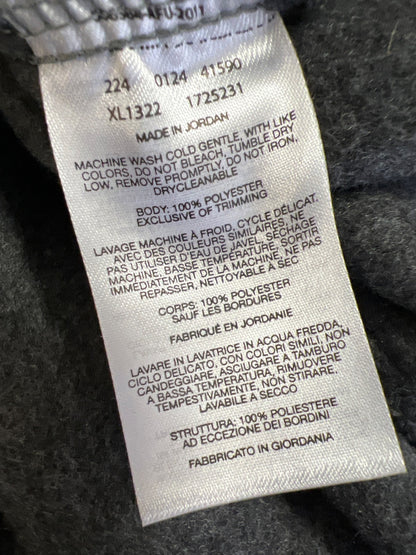 224 0124 41590
XL1322 1725231
MADE IN JORDAN
MACHINE WASH COLD GENTLE, WITH LIKE
COLORS, DO NOT BLEACH, TUMBLE DRY
LOW, REMOVE PROMPTLY, DO NOT IRON,
DRYCLEANABLE
BODY: 100% POLYESTER
EXCLUSIVE OF TRIMMING
LAVAGE MACHINE À FROID, CYCLE DÉLICAT,
AVEC DES COULEURS SIMILAIRES, NE
PAS UTILISER D'EAU DE JAVEL, SÉCHAGE
MACHINE, BASSE TEMPÉRATURE, SORTIR
IMMÉDIATEMENT DE LA MACHINE, NE PAS
REPASSER, NETTOYABLE À SEC
CORPS: 100% POLYESTER
SAUF LES BORDURES
FABRIQUÉ EN JORDANIE
LAVARE IN LAVATRICE IN ACQUA FREDDA,
CICLO DELICATO, CON COLORI SIMILI, NON
CANDEGGIARE, ASCIUGARE A TAMBURO
A BASSA TEMPERATURA, RIMUOVERE
TEMPESTIVAMENTE, NON STIRARE,
LAVABILE A SECCO
STRUTTURA: 100% POLIESTERE
AD ECCEZIONE DEI BORDINI
FABBRICATO IN GIORDANIA